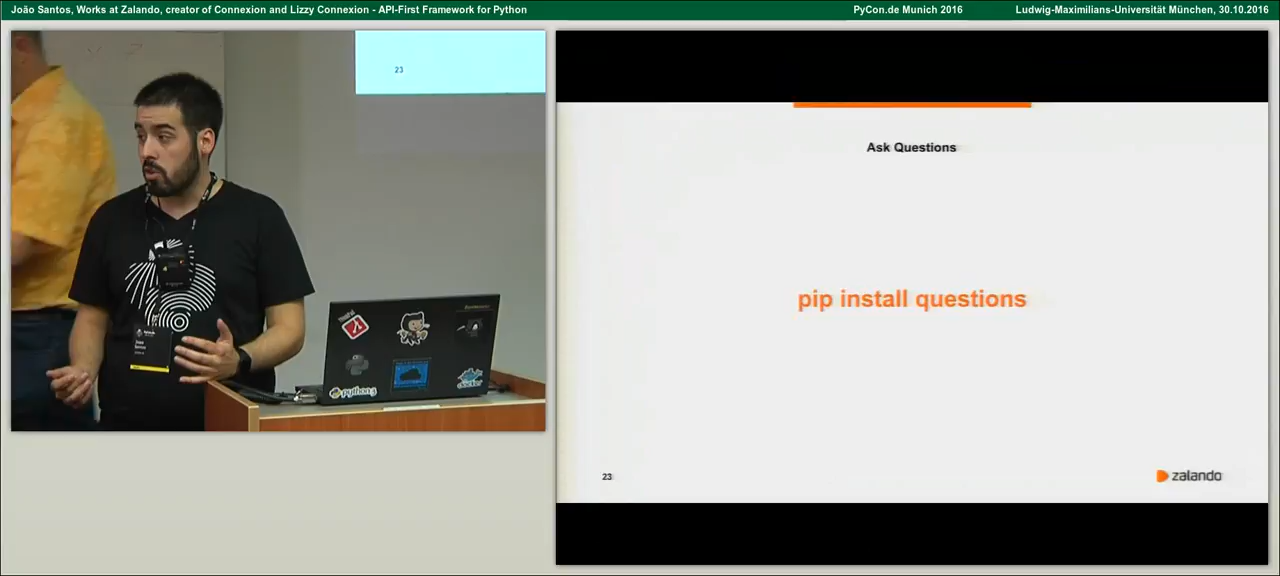 João Santos, Works at Zalando, creator of Connexion and Lizzy Connexion - API-First Framework for Python
PyCon.de Munich 2016
Ludwig-Maximilians-Universität München, 30.10.2016
23
Ask Questions
pip install questions
23
zalando
python
docker